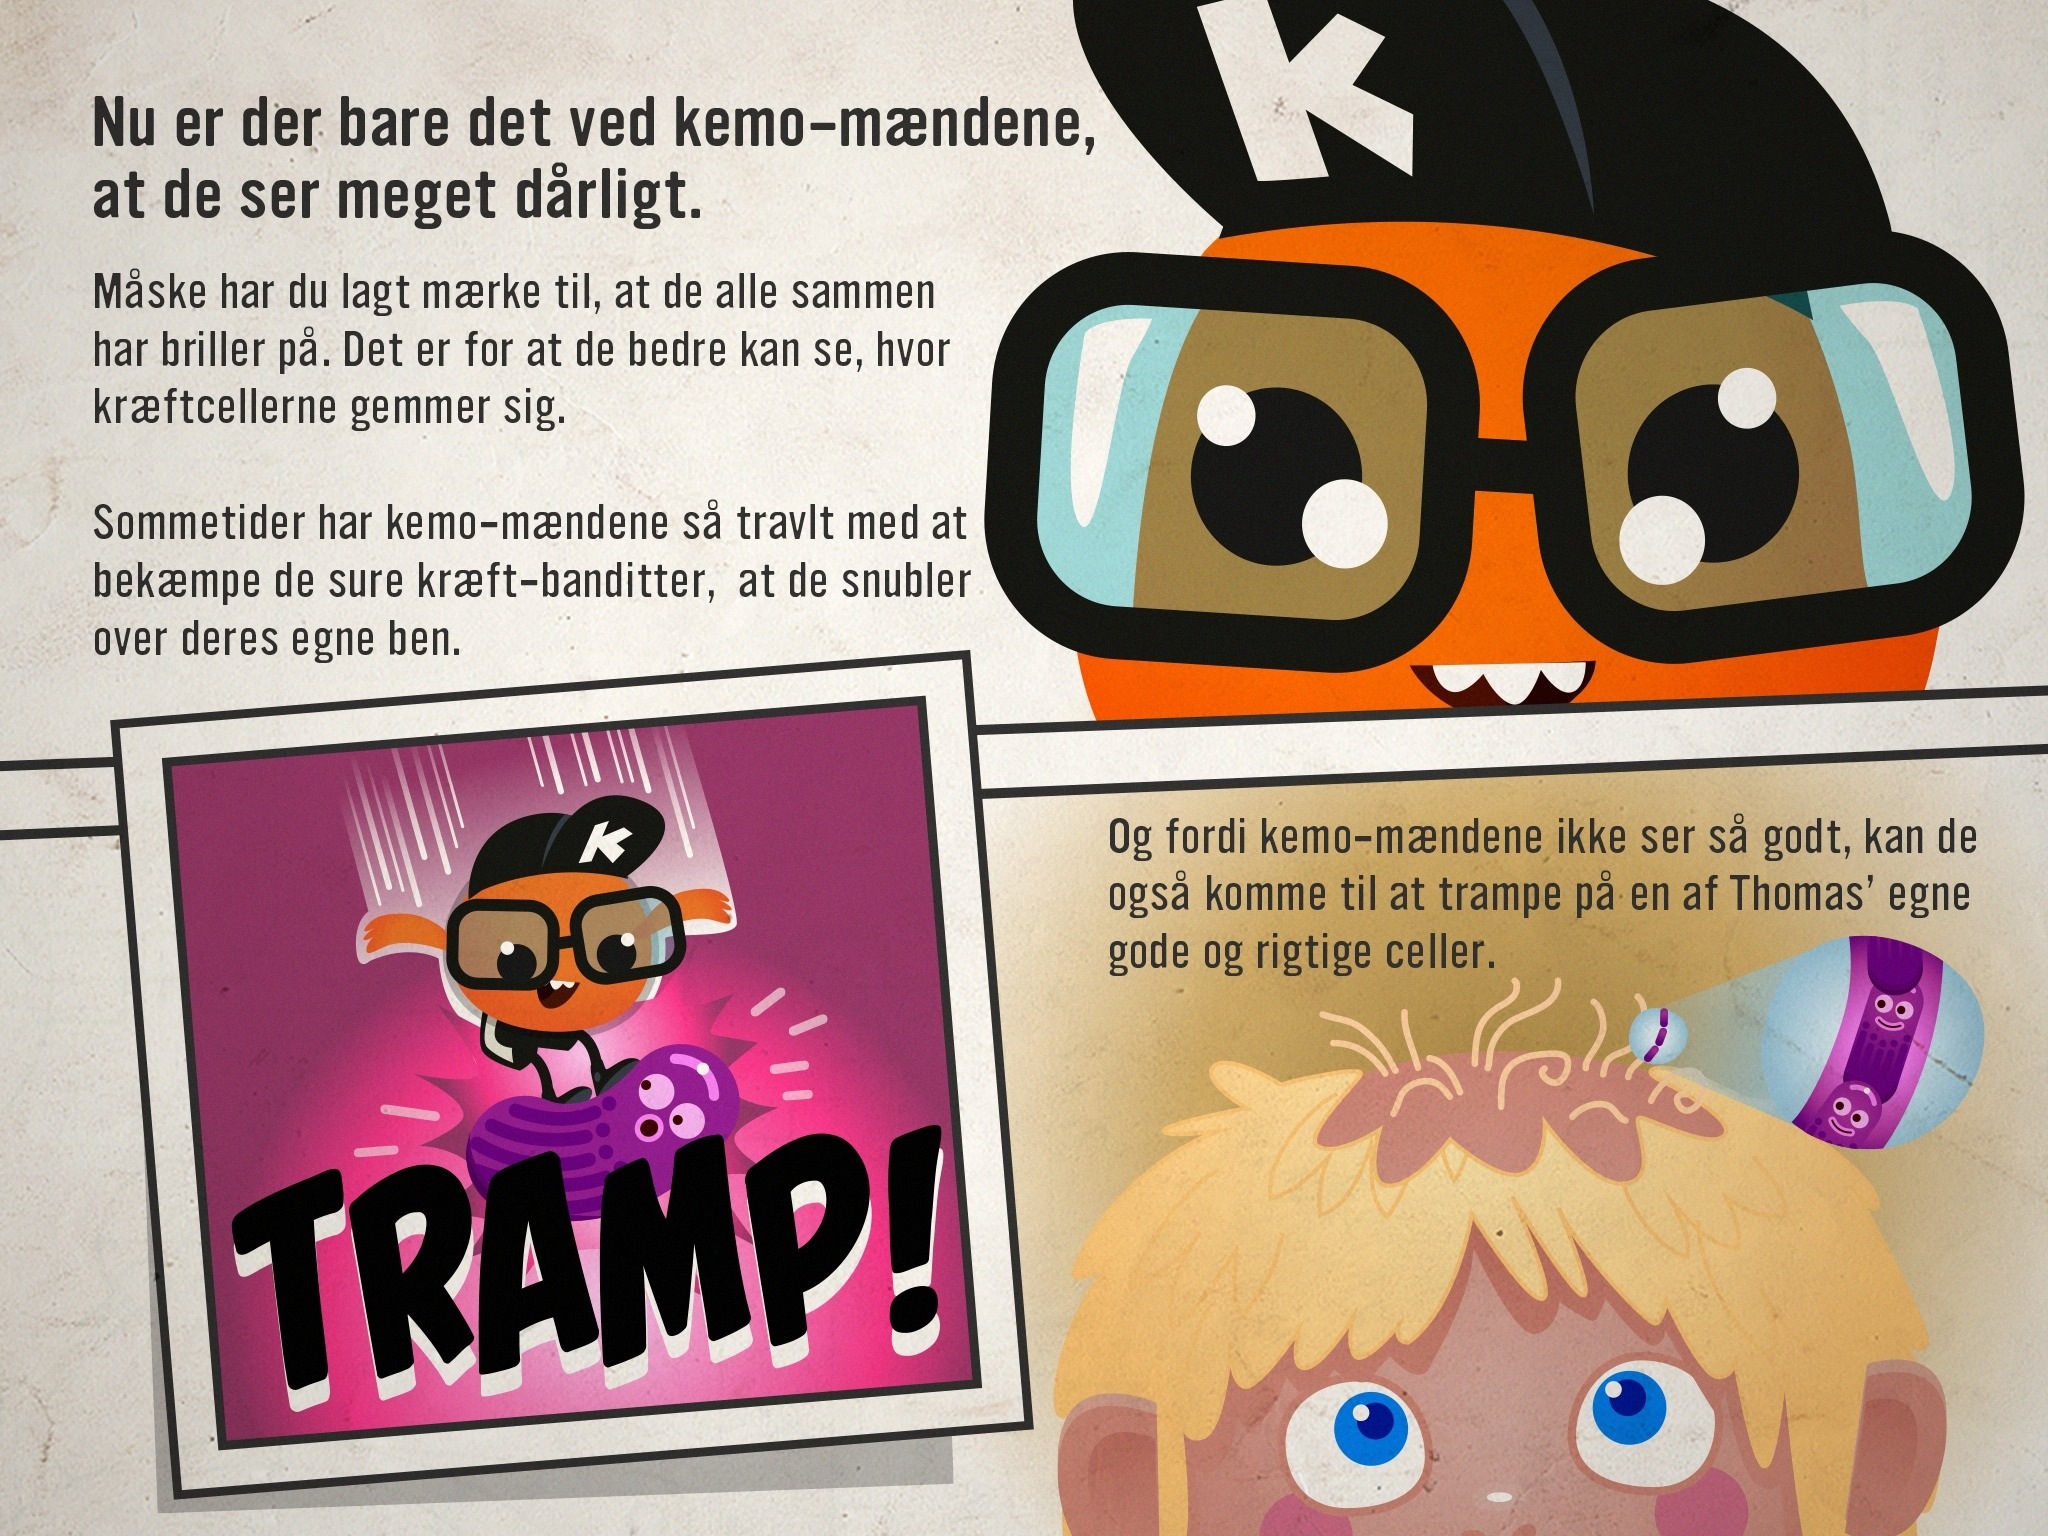 K
Nu er der bare det ved kemo-mændene,
at de ser meget dårligt.
Måske har du lagt mærke til, at de alle sammen
har briller på. Det er for at de bedre kan se, hvor
kræftcellerne gemmer sig.
Sommetider har kemo-mændene så travlt med at
bekæmpe de sure kræft-banditter, at de snubler
over deres egne ben.
K
TRAMP!
Og fordi kemo-mændene ikke ser så godt, kan de
også komme til at trampe på en af Thomas’ egne
gode og rigtige celler.